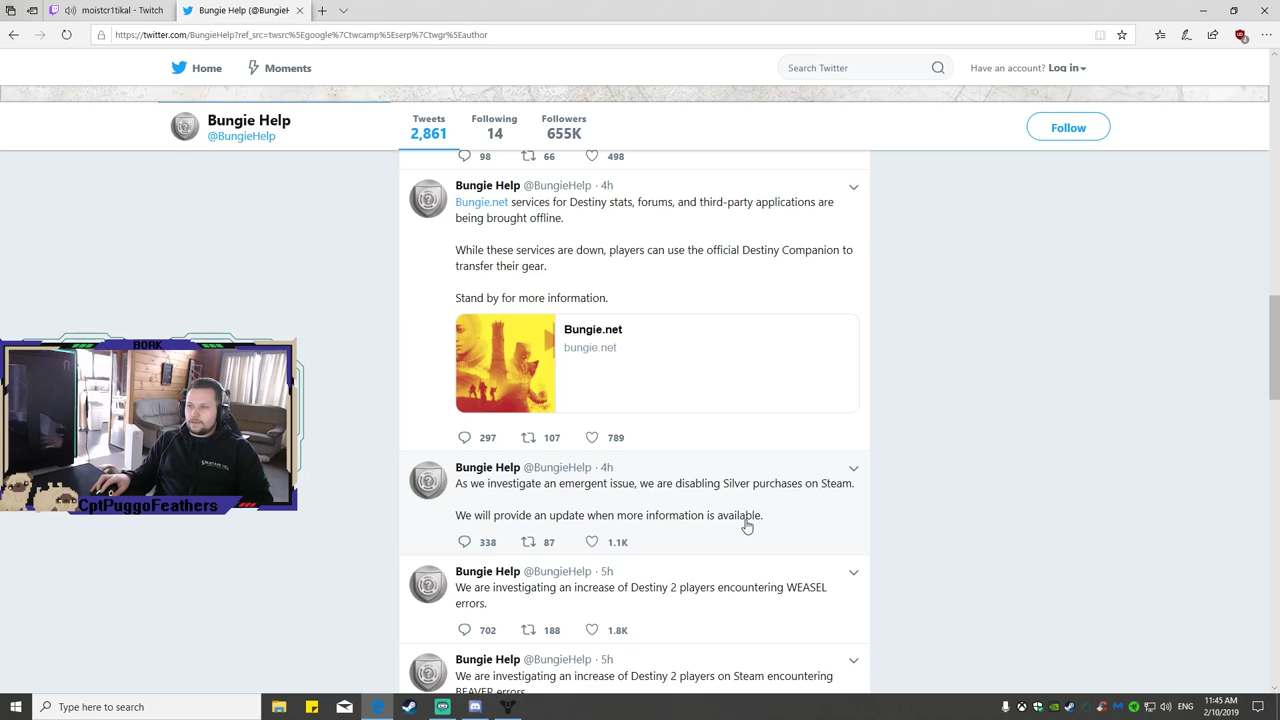 moistcr1tikal - Twitch
Bungie Help (@BungieH
https://twitter.com/BungieHelp?ref_src=twsrc%5Egoogle%7Ctwcamp%5Eserp%7Ctwgr%5Eauthor
Home
Moments
Search Twitter
Have an account? Log in
Bungie Help
@BungieHelp
Tweets
2,861
Following
14
Followers
655K
Follow
98 66 498
Bungie Help @BungieHelp · 4h
Bungie.net services for Destiny stats, forums, and third-party applications are
being brought offline.
While these services are down, players can use the official Destiny Companion to
transfer their gear.
Stand by for more information.
Bungie.net
bungie.net
297 107 789
Bungie Help @BungieHelp · 4h
As we investigate an emergent issue, we are disabling Silver purchases on Steam.
We will provide an update when more information is available.
338 87 1.1K
Bungie Help @BungieHelp · 5h
We are investigating an increase of Destiny 2 players encountering WEASEL
errors.
702 188 1.8K
Bungie Help @BungieHelp · 5h
We are investigating an increase of Destiny 2 players on Steam encountering
BEAVER errors
BORK
CptPuggoFeathers
Type here to search
ENG
11:45 AM
2/10/2019